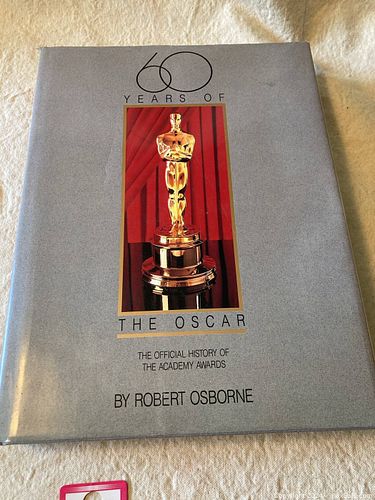 60
YEARS OF
THE OSCAR
THE OFFICIAL HISTORY OF
THE ACADEMY AWARDS
BY ROBERT OSBORNE